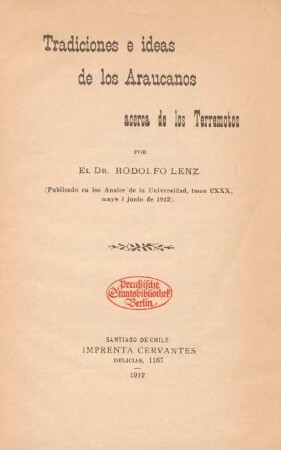 Tradiciones e ideas
de los Araucanos
acerca de los Terremotos
POR
EL DR. RODOLFO LENZ
(Publicado en los Anales de la Universidad, tomo CXXX,
mayo i junio de 1912).
Preußische
Staatsbibliothek
Berlin
SANTIAGO DE CHILE
IMPRENTA CERVANTES
DELICIAS, 1167
1912